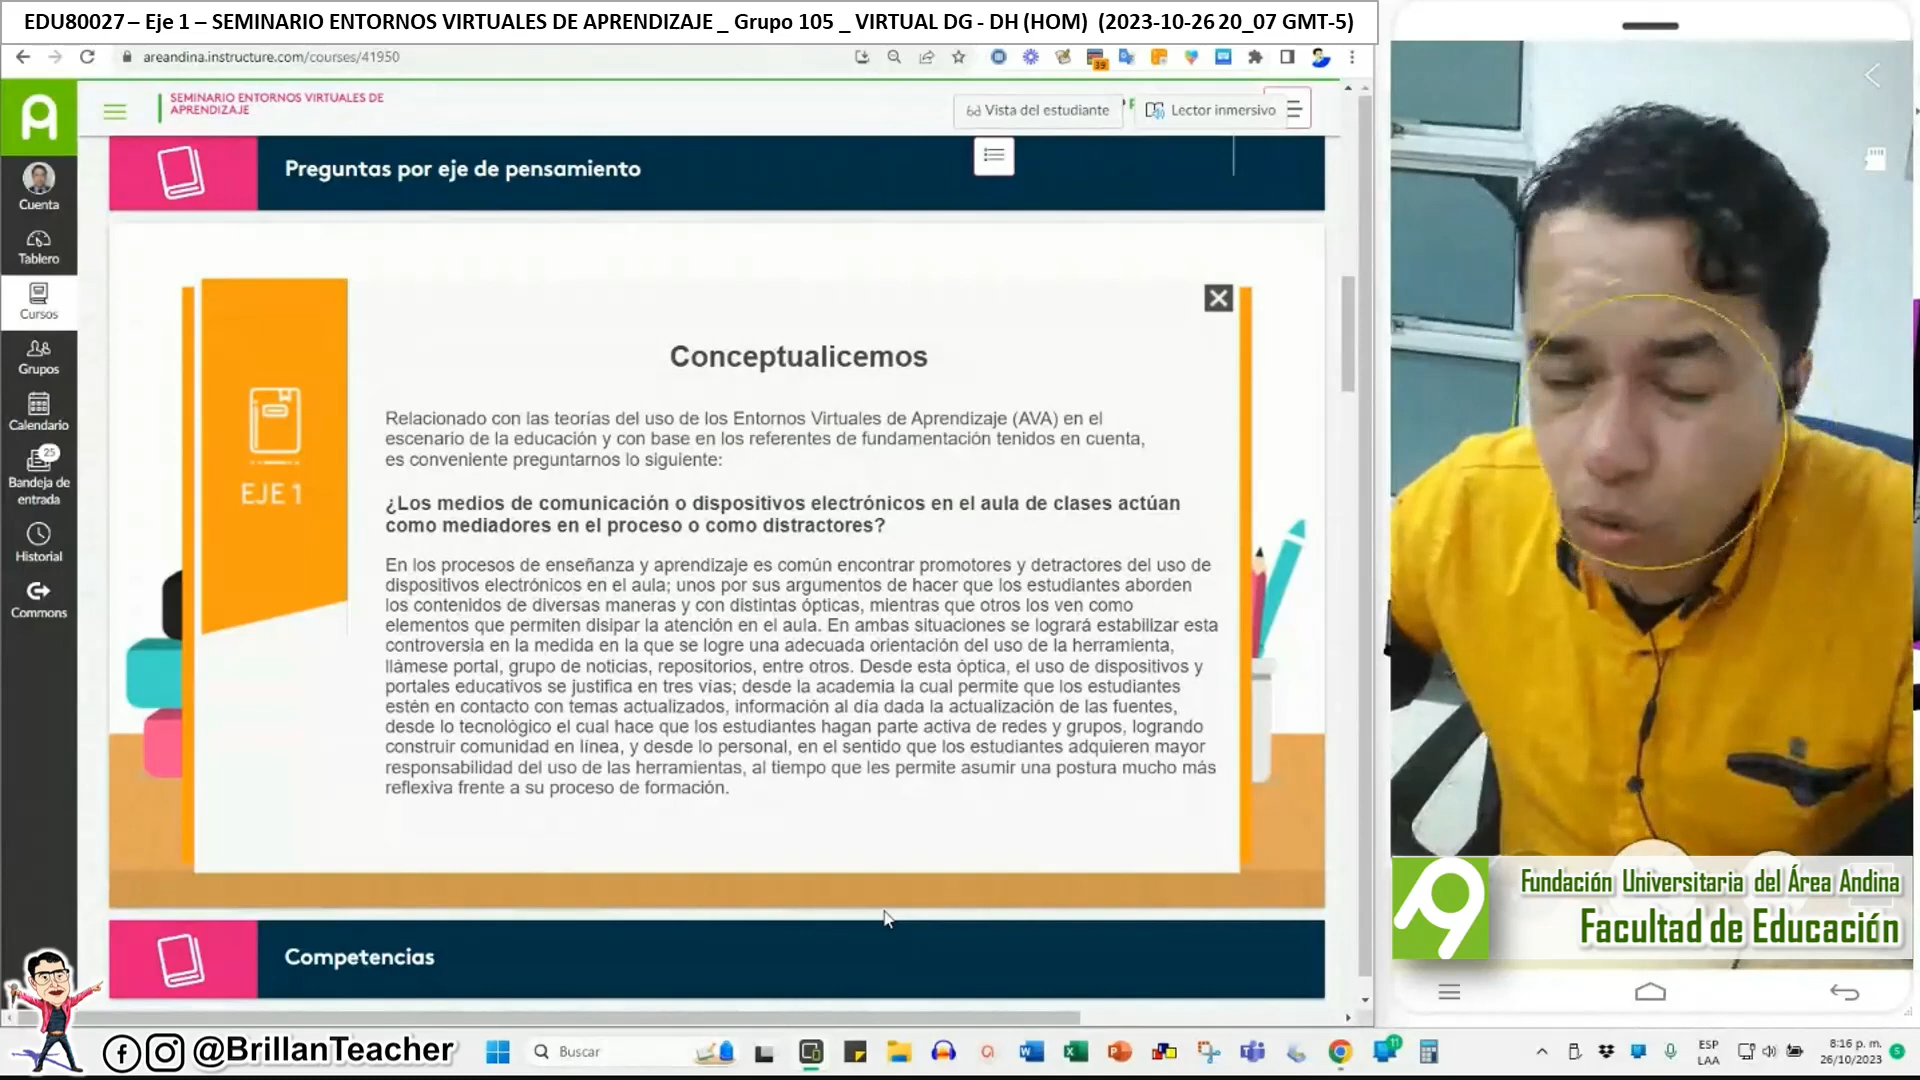 EDU80027 – Eje 1 – SEMINARIO ENTORNOS VIRTUALES DE APRENDIZAJE _ Grupo 105 _ VIRTUAL DG - DH (HOM) (2023-10-26 20_07 GMT-5)
areandina.instructure.com/courses/41950
39
SEMINARIO ENTORNOS VIRTUALES DE
APRENDIZAJE
Vista del estudiante
Lector inmersivo
Cuenta
Tablero
Cursos
Grupos
Calendario
25
Bandeja de
entrada
Historial
Commons
Preguntas por eje de pensamiento
EJE 1
Conceptualicemos
Relacionado con las teorías del uso de los Entornos Virtuales de Aprendizaje (AVA) en el
escenario de la educación y con base en los referentes de fundamentación tenidos en cuenta,
es conveniente preguntarnos lo siguiente:
¿Los medios de comunicación o dispositivos electrónicos en el aula de clases actúan
como mediadores en el proceso o como distractores?
En los procesos de enseñanza y aprendizaje es común encontrar promotores y detractores del uso de
dispositivos electrónicos en el aula; unos por sus argumentos de hacer que los estudiantes aborden
los contenidos de diversas maneras y con distintas ópticas, mientras que otros los ven como
elementos que permiten disipar la atención en el aula. En ambas situaciones se logrará estabilizar esta
controversia en la medida en la que se logre una adecuada orientación del uso de la herramienta,
llámese portal, grupo de noticias, repositorios, entre otros. Desde esta óptica, el uso de dispositivos y
portales educativos se justifica en tres vías; desde la academia la cual permite que los estudiantes
estén en contacto con temas actualizados, información al día dada la actualización de las fuentes,
desde lo tecnológico el cual hace que los estudiantes hagan parte activa de redes y grupos, logrando
construir comunidad en línea, y desde lo personal, en el sentido que los estudiantes adquieren mayor
responsabilidad del uso de las herramientas, al tiempo que les permite asumir una postura mucho más
reflexiva frente a su proceso de formación.
Competencias
Fundación Universitaria del Área Andina
Facultad de Educación
@BrillanTeacher
Buscar
11
ESP
LAA
8:16 p. m.
26/10/2023
5